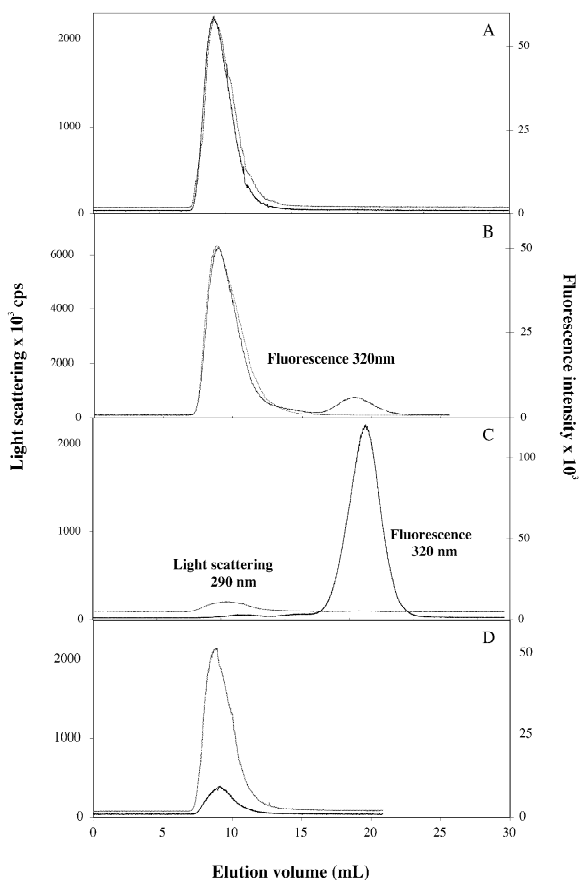 A
2000
1000
0
50
25
0
B
6000
4000
2000
0
50
25
0
Fluorescence 320nm
Light scattering x 10³ cps
Fluorescence intensity x 10³
C
2000
1000
0
100
50
0
Light scattering
290 nm
Fluorescence
320 nm
D
2000
1000
0
50
25
0
0 5 10 15 20 25 30
Elution volume (mL)